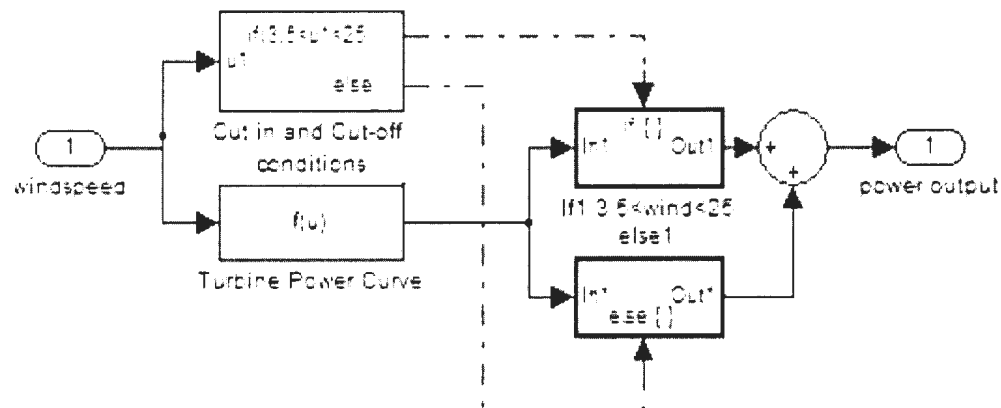 if(3.5<u1<25
u1
else
Cut in and Cut-off
conditions
1
windspeed
f(u)
Turbine Power Curve
if { }
In1
Out1
If1 3.5<wind<25
else1
In1
Out1
else { }
+
+
1
power output